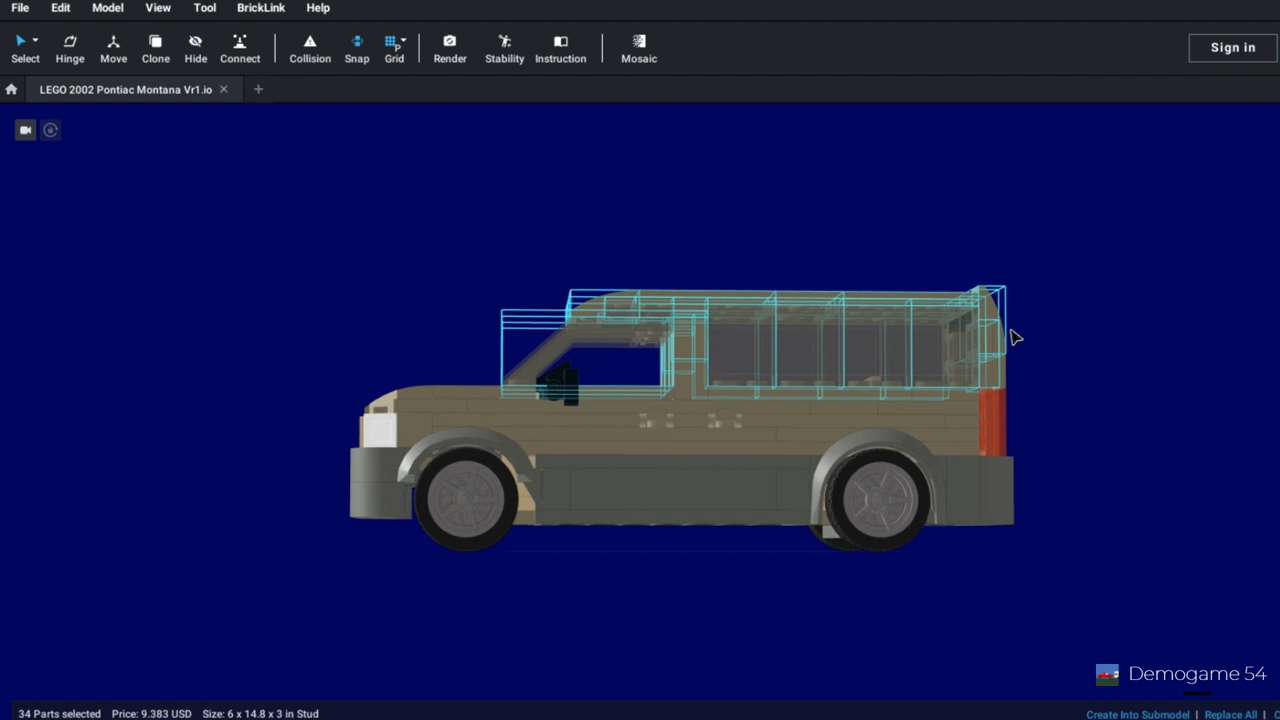 File Edit Model View Tool BrickLink Help
Select Hinge Move Clone Hide Connect Collision Snap Grid Render Stability Instruction Mosaic
Sign in
LEGO 2002 Pontiac Montana Vr1.io
Demogame 54
34 Parts selected Price: 9.383 USD Size: 6 x 14.8 x 3 in Stud
Create Into Submodel | Replace All |